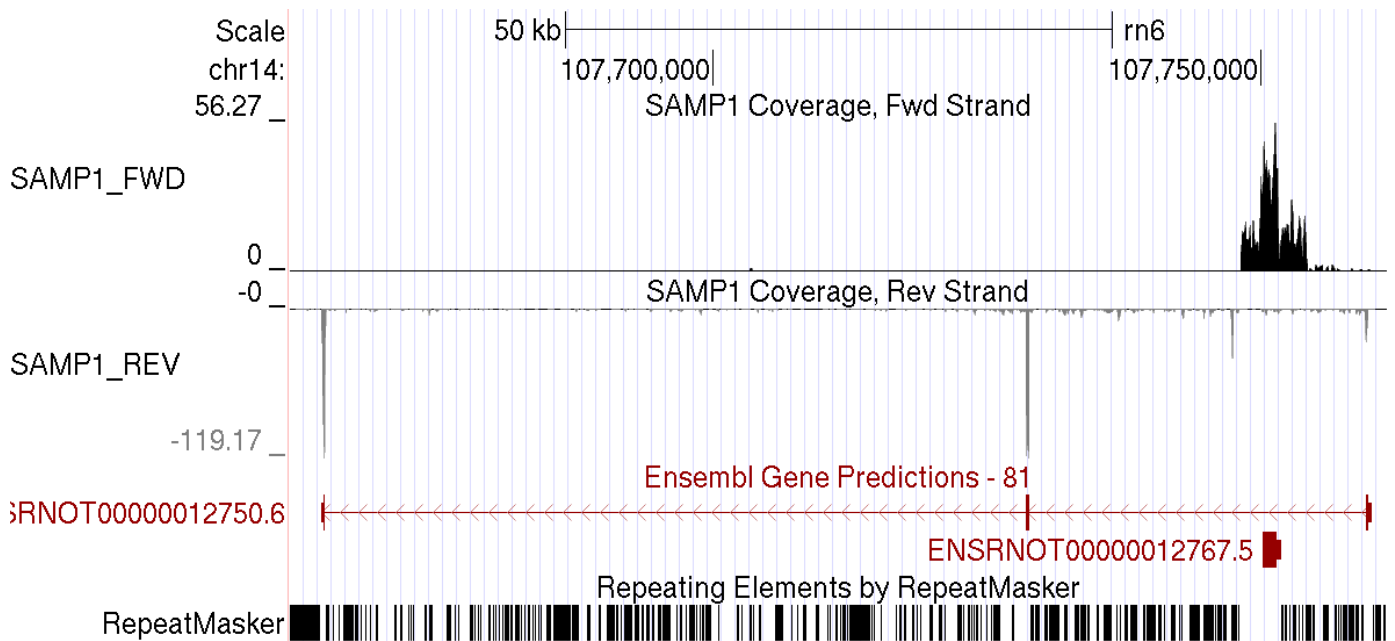 Scale 50 kb rn6
chr14: 107,700,000 107,750,000
56.27 _ SAMP1 Coverage, Fwd Strand
SAMP1_FWD
0 _
-0 _ SAMP1 Coverage, Rev Strand
SAMP1_REV
-119.17 _
Ensembl Gene Predictions - 81
SRNOT00000012750.6
ENSRNOT00000012767.5
Repeating Elements by RepeatMasker
RepeatMasker